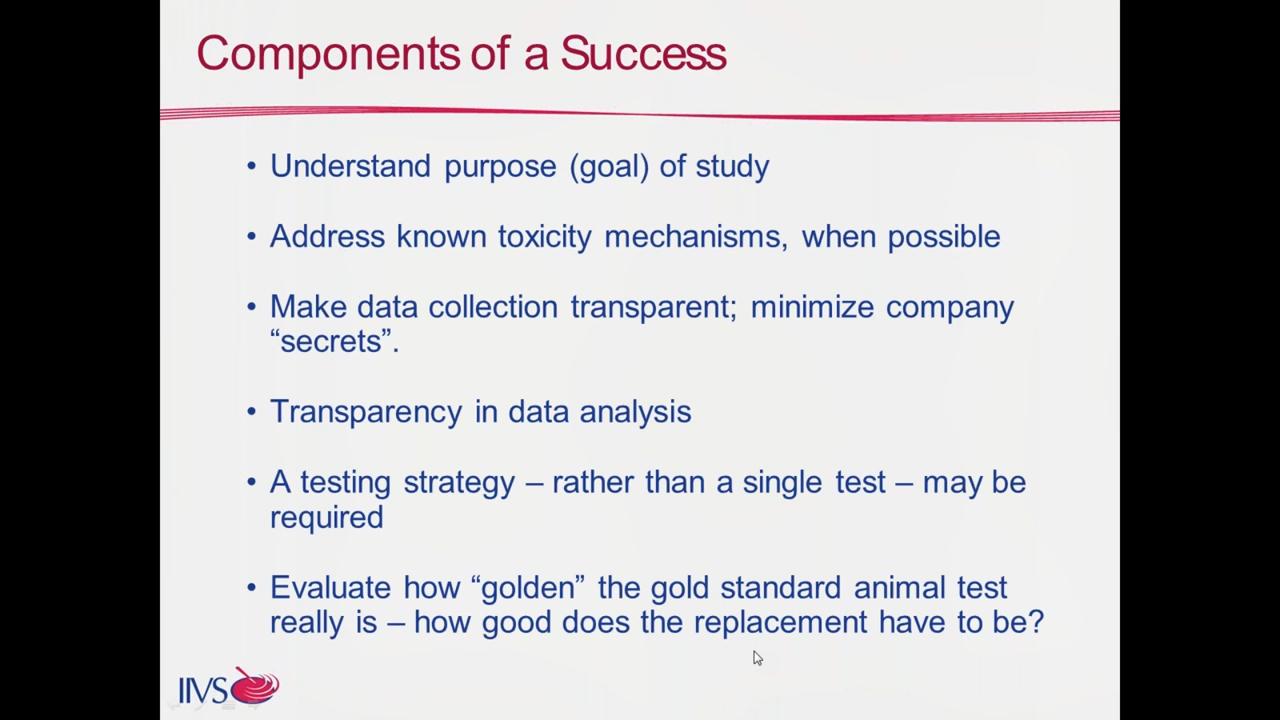 Components of a Success
• Understand purpose (goal) of study
• Address known toxicity mechanisms, when possible
• Make data collection transparent; minimize company
“secrets”.
• Transparency in data analysis
• A testing strategy – rather than a single test – may be
required
• Evaluate how “golden” the gold standard animal test
really is – how good does the replacement have to be?
IIVS